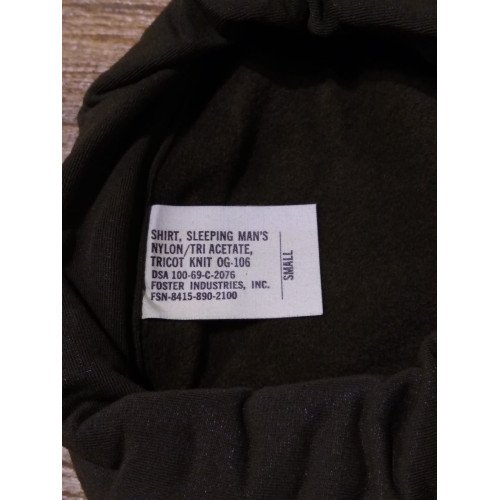 SHIRT, SLEEPING MAN'S
NYLON/TRI ACETATE,
TRICOT KNIT OG-106
DSA 100-69-C-2076
FOSTER INDUSTRIES, INC.
FSN-8415-890-2100
SMALL